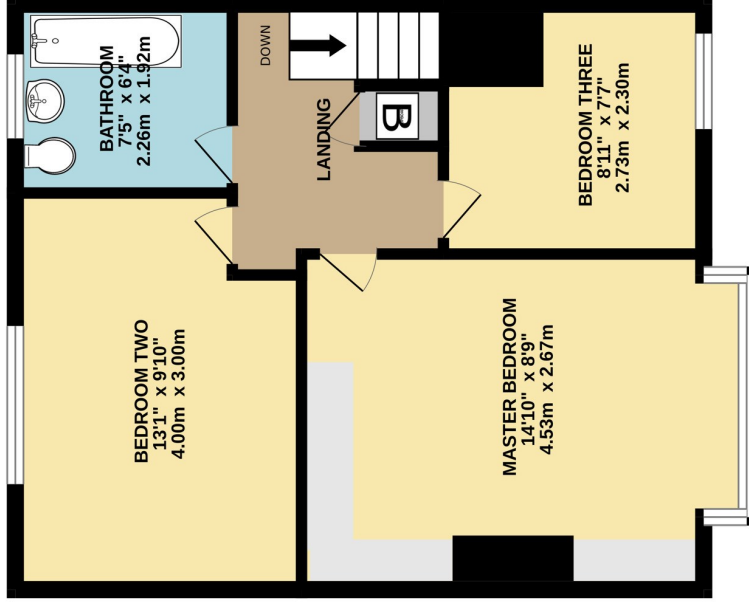 BATHROOM
7'5" x 6'4"
2.26m x 1.92m
DOWN
LANDING
B
BEDROOM THREE
8'11" x 7'7"
2.73m x 2.30m
BEDROOM TWO
13'1" x 9'10"
4.00m x 3.00m
MASTER BEDROOM
14'10" x 8'9"
4.53m x 2.67m